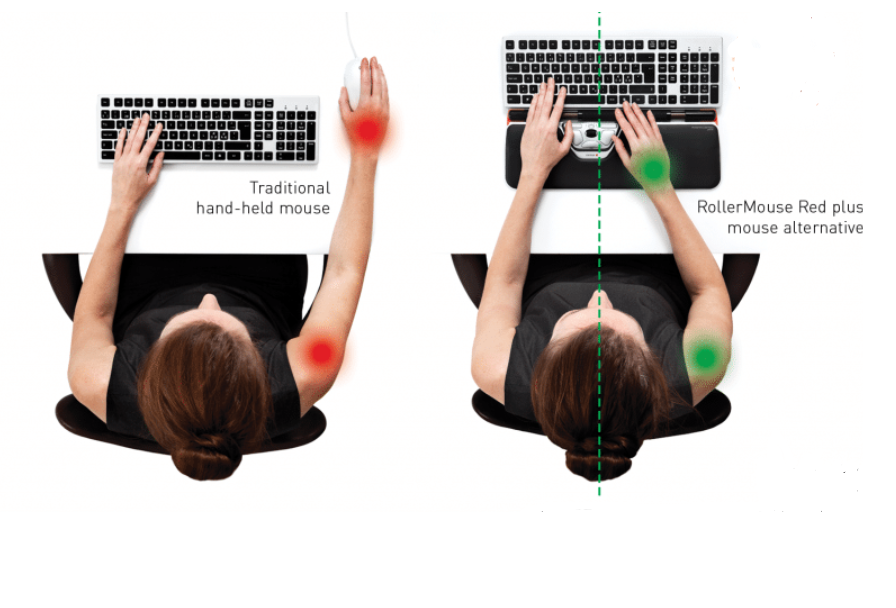 Traditional
hand-held mouse
RollerMouse Red plus
mouse alternative